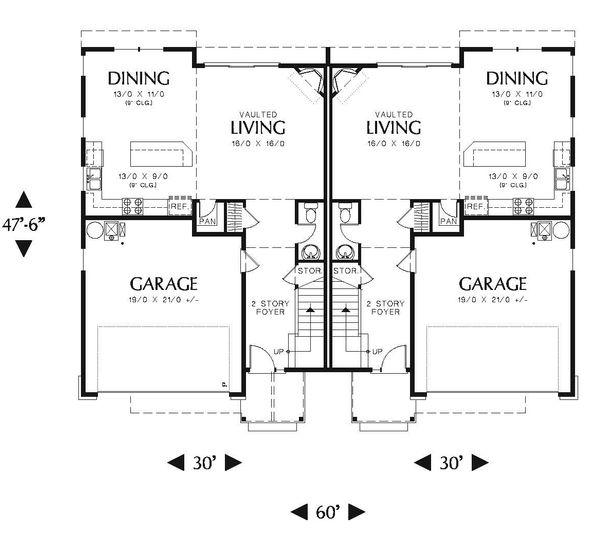 DINING
13/0 X 11/0
(9' CLG.)
VAULTED
LIVING
16/0 X 16/0
13/0 X 9/0
(9' CLG.)
REF.
PAN
GARAGE
19/0 X 21/0 +/-
STOR.
2 STORY
FOYER
UP
P
VAULTED
LIVING
16/0 X 16/0
DINING
13/0 X 11/0
(9' CLG.)
13/0 X 9/0
(9' CLG.)
PAN
REF.
STOR.
2 STORY
FOYER
UP
GARAGE
19/0 X 21/0 +/-
47'-6"
30'
30'
60'